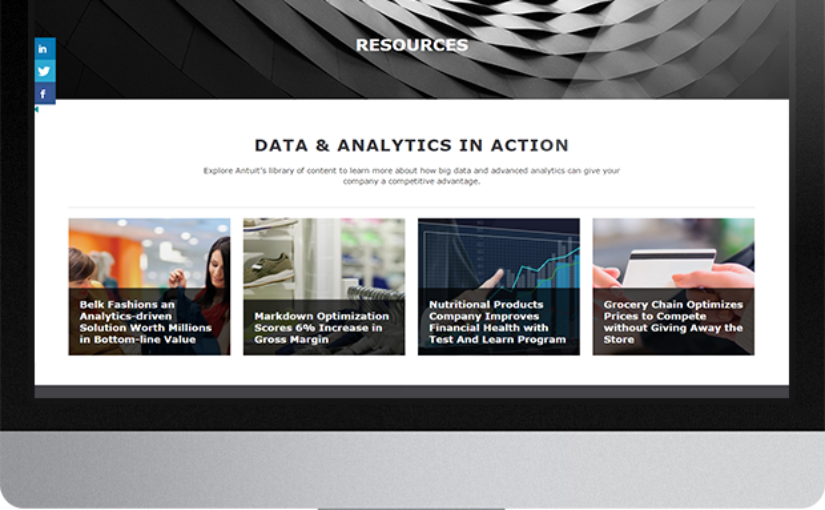 RESOURCES
in
f
DATA & ANALYTICS IN ACTION
Explore Antuit's library of content to learn more about how big data and advanced analytics can give your
company a competitive advantage.
Belk Fashions an
Analytics-driven
Solution Worth Millions
in Bottom-line Value
Markdown Optimization
Scores 6% Increase in
Gross Margin
Nutritional Products
Company Improves
Financial Health with
Test And Learn Program
Grocery Chain Optimizes
Prices to Compete
without Giving Away the
Store